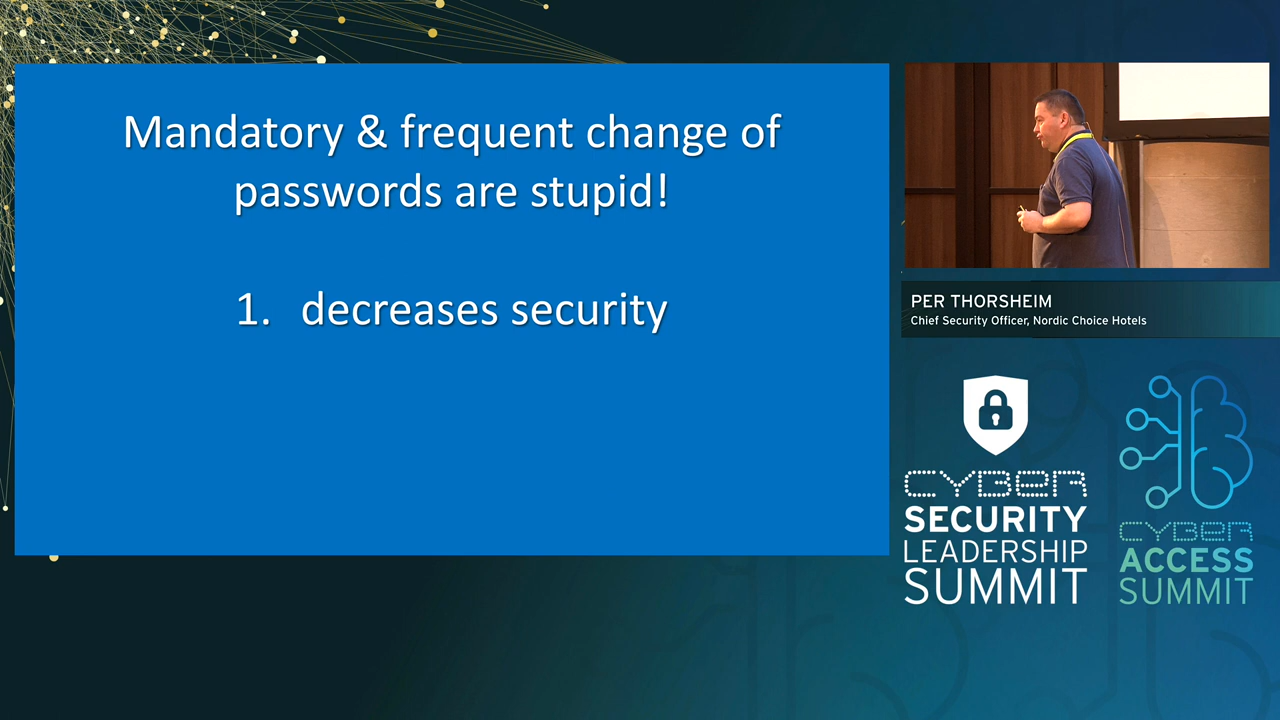 Mandatory & frequent change of
passwords are stupid!
1. decreases security
PER THORSHEIM
Chief Security Officer, Nordic Choice Hotels
CYBER
SECURITY
LEADERSHIP
SUMMIT
CYBER
ACCESS
SUMMIT